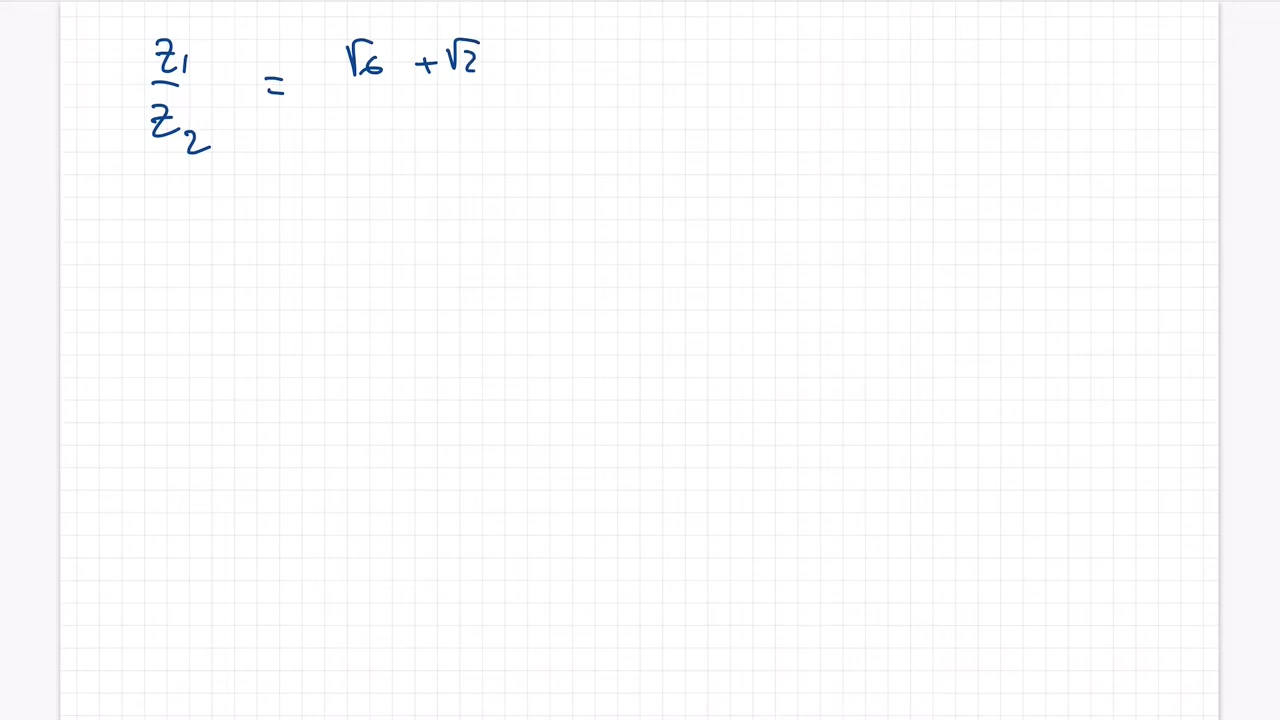 z₁/z₂ = √6 + √2